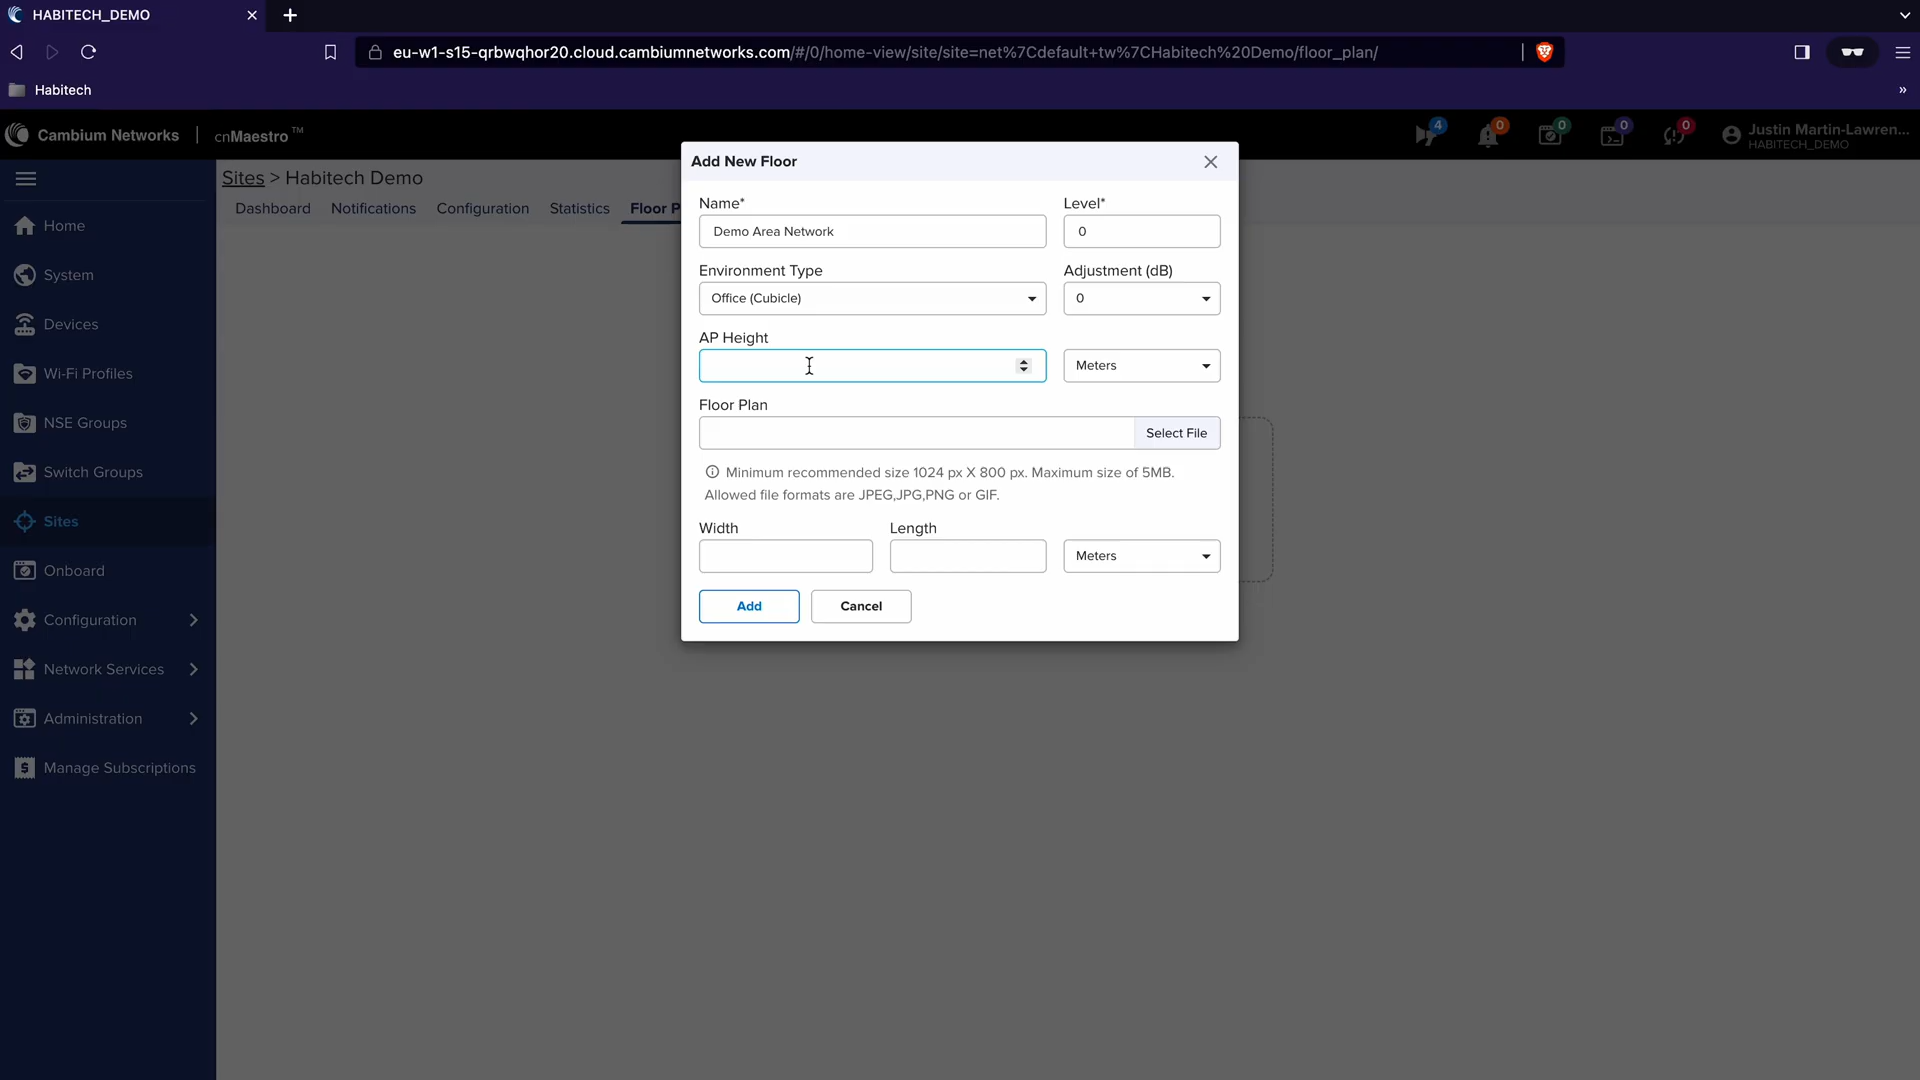 HABITECH_DEMO
eu-w1-s15-qrbwqhor20.cloud.cambiumnetworks.com/#/0/home-view/site/site=net%7Cdefault+tw%7CHabitech%20Demo/floor_plan/
Habitech
»
Cambium Networks | cnMaestro™
4
0
0
0
0
Justin Martin-Lawren...
HABITECH_DEMO
Home
System
Devices
Wi-Fi Profiles
NSE Groups
Switch Groups
Sites
Onboard
Configuration
Network Services
Administration
Manage Subscriptions
Sites > Habitech Demo
Dashboard Notifications Configuration Statistics Floor P
Add New Floor
Name* Level*
Demo Area Network 0
Environment Type Adjustment (dB)
Office (Cubicle) 0
AP Height
Meters
Floor Plan
Select File
Minimum recommended size 1024 px X 800 px. Maximum size of 5MB.
Allowed file formats are JPEG,JPG,PNG or GIF.
Width Length
Meters
Add Cancel